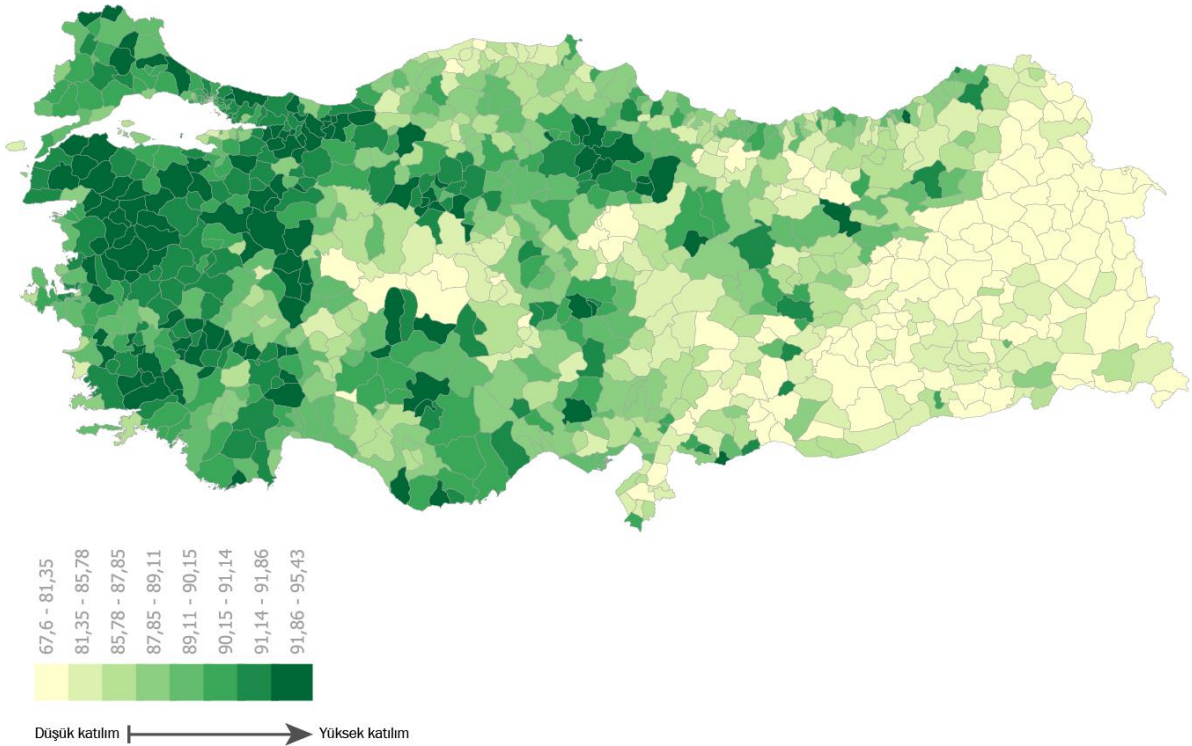 67,6 - 81,35
81,35 - 85,78
85,78 - 87,85
87,85 - 89,11
89,11 - 90,15
90,15 - 91,14
91,14 - 91,86
91,86 - 95,43
Düşük katılım
Yüksek katılım